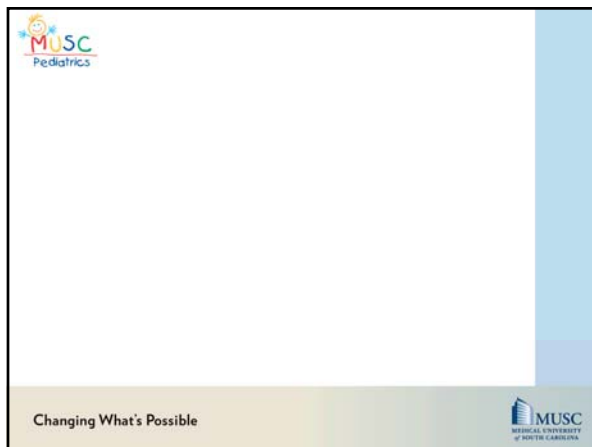 MUSC
Pediatrics
Changing What's Possible
MUSC
MEDICAL UNIVERSITY
of SOUTH CAROLINA